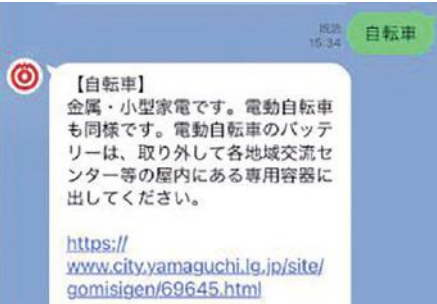 既読
15:34
自転車
【自転車】
金属・小型家電です。電動自転車
も同様です。電動自転車のバッテ
リーは、取り外して各地域交流セ
ンター等の屋内にある専用容器に
出してください。
https://
www.city.yamaguchi.lg.jp/site/
gomisigen/69645.html